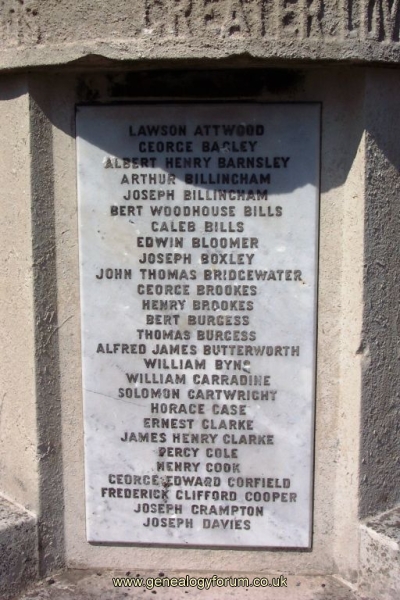 GREATER
LAWSON ATTWOOD
GEORGE BAGLEY
ALBERT HENRY BARNSLEY
ARTHUR BILLINGHAM
JOSEPH BILLINGHAM
BERT WOODHOUSE BILLS
CALEB BILLS
EDWIN BLOOMER
JOSEPH BOXLEY
JOHN THOMAS BRIDGEWATER
GEORGE BROOKES
HENRY BROOKES
BERT BURGESS
THOMAS BURGESS
ALFRED JAMES BUTTERWORTH
WILLIAM BYNG
WILLIAM CARRADINE
SOLOMON CARTWRIGHT
HORACE CASE
ERNEST CLARKE
JAMES HENRY CLARKE
PERCY COLE
HENRY COOK
GEORGE EDWARD CORFIELD
FREDERICK CLIFFORD COOPER
JOSEPH CRAMPTON
JOSEPH DAVIES
www.genealogyforum.co.uk